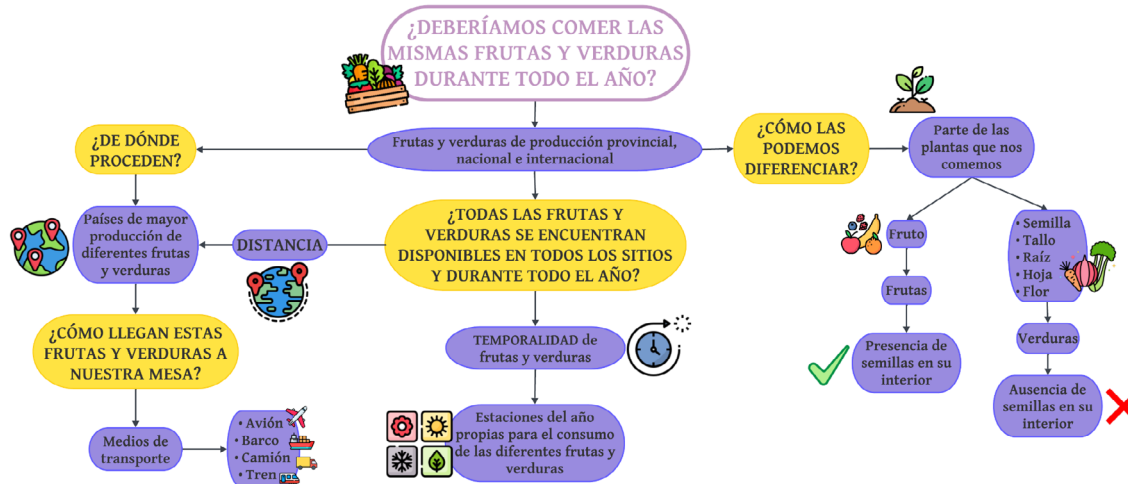 ¿DEBERÍAMOS COMER LAS
MISMAS FRUTAS Y VERDURAS
DURANTE TODO EL AÑO?
Frutas y verduras de producción provincial,
nacional e internacional
¿DE DÓNDE
PROCEDEN?
Países de mayor
producción de
diferentes frutas
y verduras
DISTANCIA
¿CÓMO LLEGAN ESTAS
FRUTAS Y VERDURAS A
NUESTRA MESA?
Medios de
transporte
• Avión
• Barco
• Camión
• Tren
¿TODAS LAS FRUTAS Y
VERDURAS SE ENCUENTRAN
DISPONIBLES EN TODOS LOS SITIOS
Y DURANTE TODO EL AÑO?
TEMPORALIDAD de
frutas y verduras
Estaciones del año
propias para el consumo
de las diferentes frutas y
verduras
¿CÓMO LAS
PODEMOS
DIFERENCIAR?
Parte de las
plantas que nos
comemos
Fruto
Frutas
Presencia de
semillas en su
interior
• Semilla
• Tallo
• Raíz
• Hoja
• Flor
Verduras
Ausencia de
semillas en su
interior